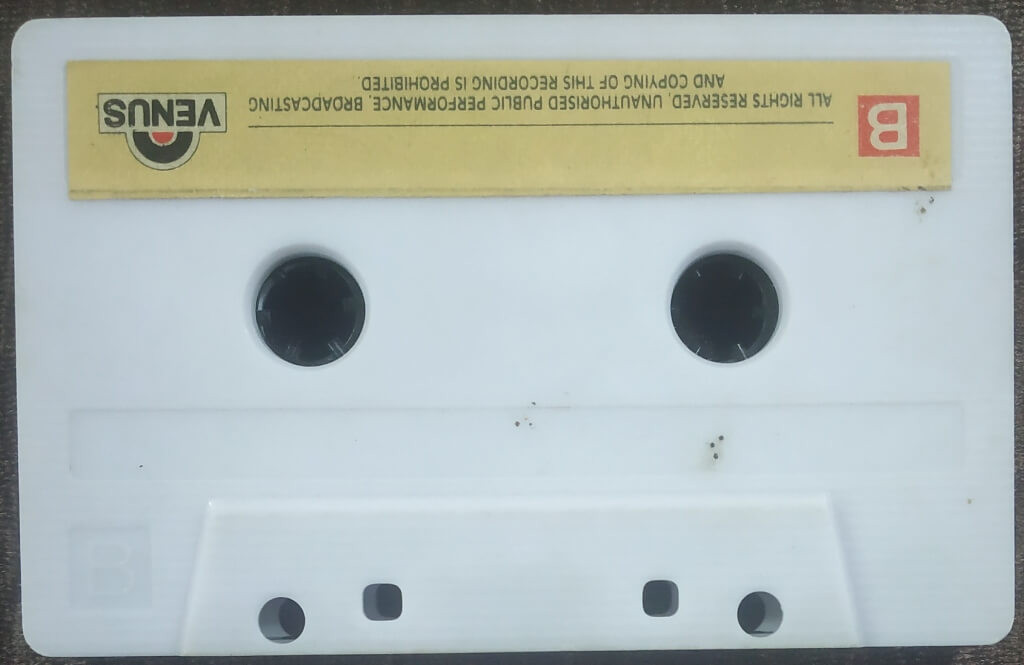 B
ALL RIGHTS RESERVED, UNAUTHORISED PUBLIC PERFORMANCE, BROADCASTING
AND COPYING OF THIS RECORDING IS PROHIBITED.
VENUS
B